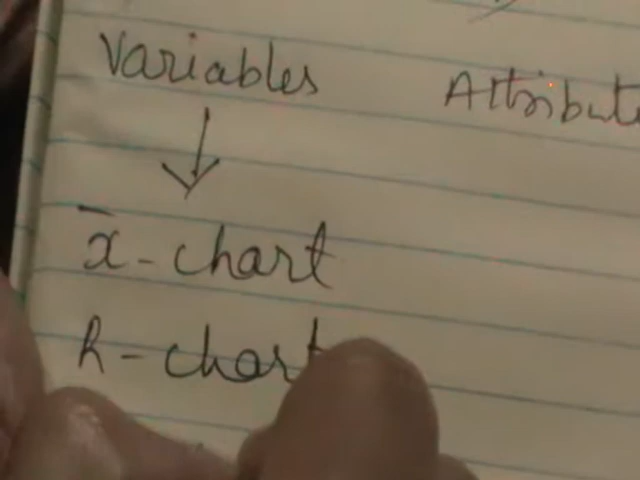 Variables Attribut
x̄ - chart
R - chart